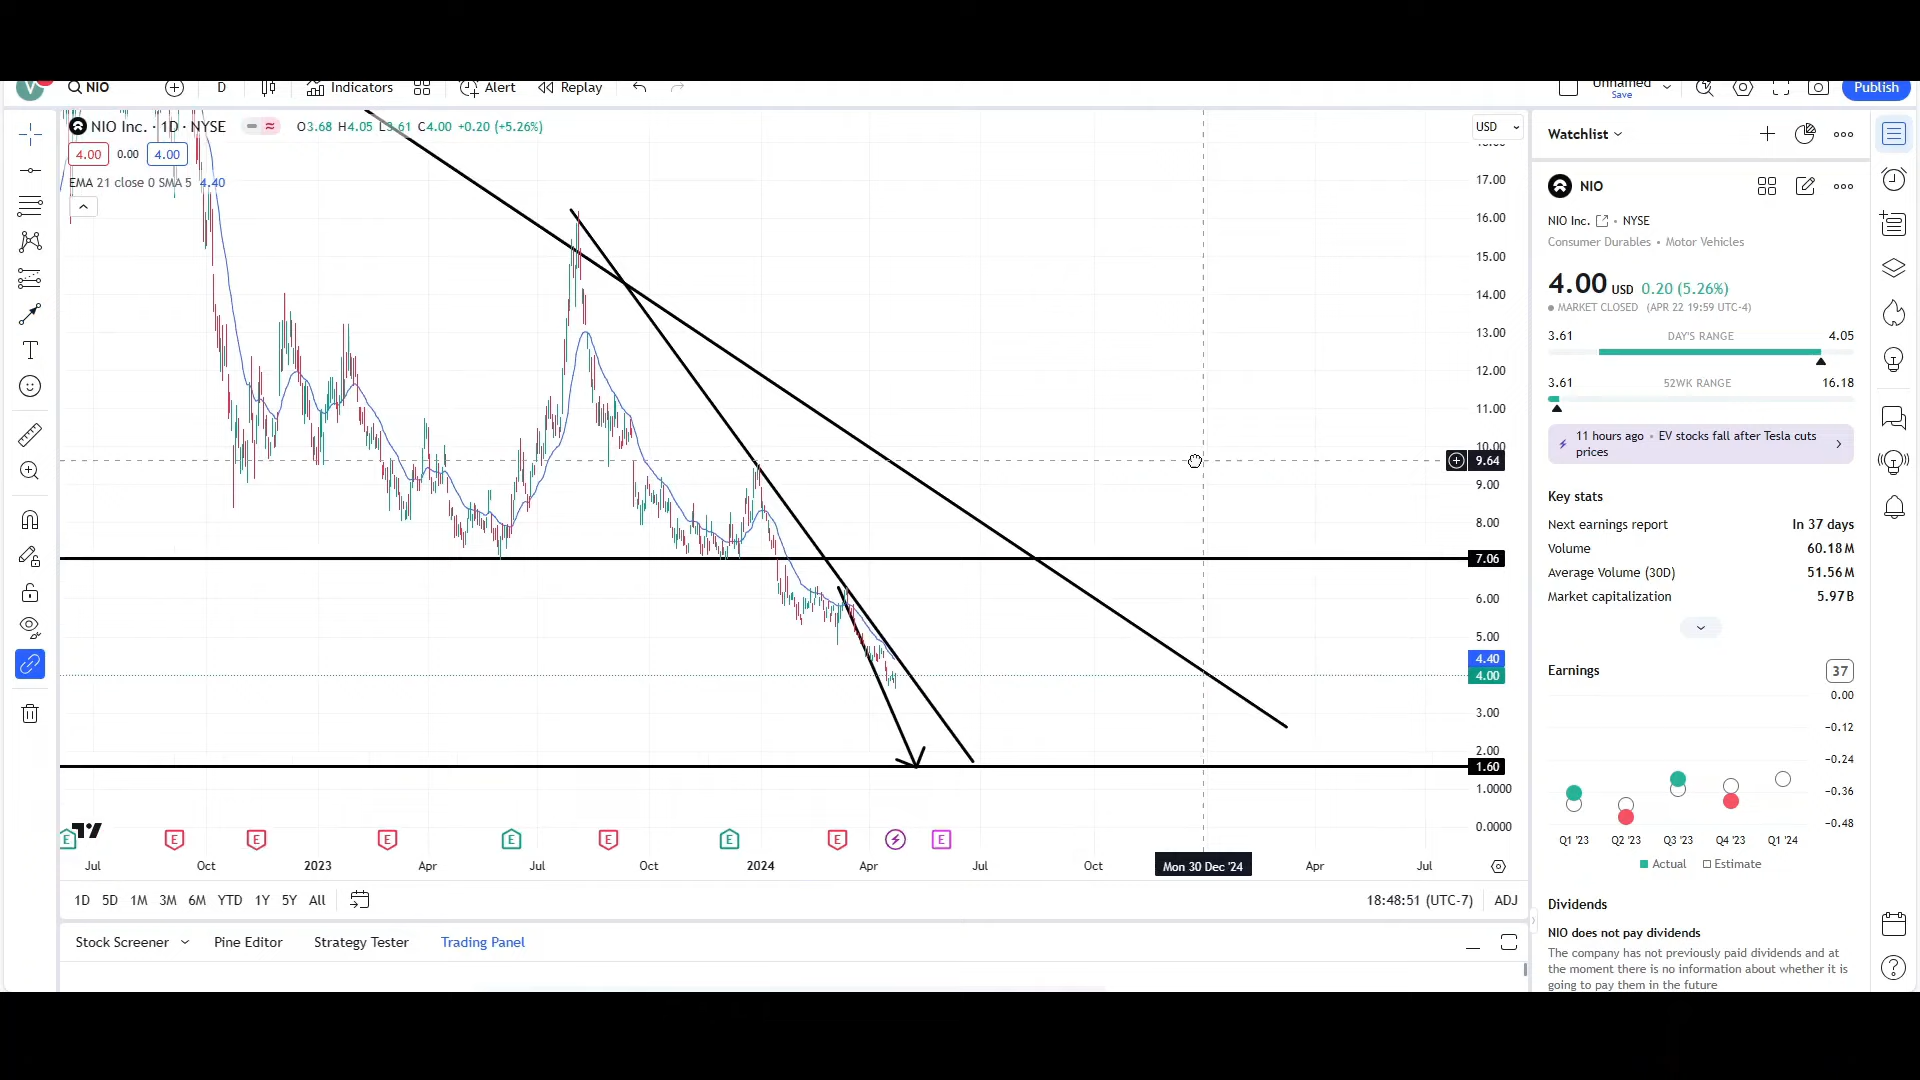 V
NIO
D
Indicators
Alert
Replay
Unnamed
Save
Publish
NIO Inc. · 1D · NYSE
O3.68 H4.05 L3.61 C4.00 +0.20 (+5.26%)
4.00 0.00 4.00
EMA 21 close 0 SMA 5 4.40
USD
17.00
16.00
15.00
14.00
13.00
12.00
11.00
10.00
9.64
9.00
8.00
7.06
6.00
5.00
4.40
4.00
3.00
2.00
1.60
1.0000
0.0000
E E E E E E E E E
Jul Oct 2023 Apr Jul Oct 2024 Apr Jul Oct Mon 30 Dec '24 Apr Jul
1D 5D 1M 3M 6M YTD 1Y 5Y All
18:48:51 (UTC-7) ADJ
Stock Screener Pine Editor Strategy Tester Trading Panel
Watchlist
NIO
NIO Inc. • NYSE
Consumer Durables • Motor Vehicles
4.00 USD 0.20 (5.26%)
MARKET CLOSED (APR 22 19:59 UTC-4)
3.61 DAY'S RANGE 4.05
3.61 52WK RANGE 16.18
11 hours ago • EV stocks fall after Tesla cuts
prices
Key stats
Next earnings report In 37 days
Volume 60.18M
Average Volume (30D) 51.56M
Market capitalization 5.97B
Earnings 37
0.00
−0.12
−0.24
−0.36
−0.48
Q1 '23 Q2 '23 Q3 '23 Q4 '23 Q1 '24
Actual Estimate
Dividends
NIO does not pay dividends
The company has not previously paid dividends and at
the moment there is no information about whether it is
going to pay them in the future